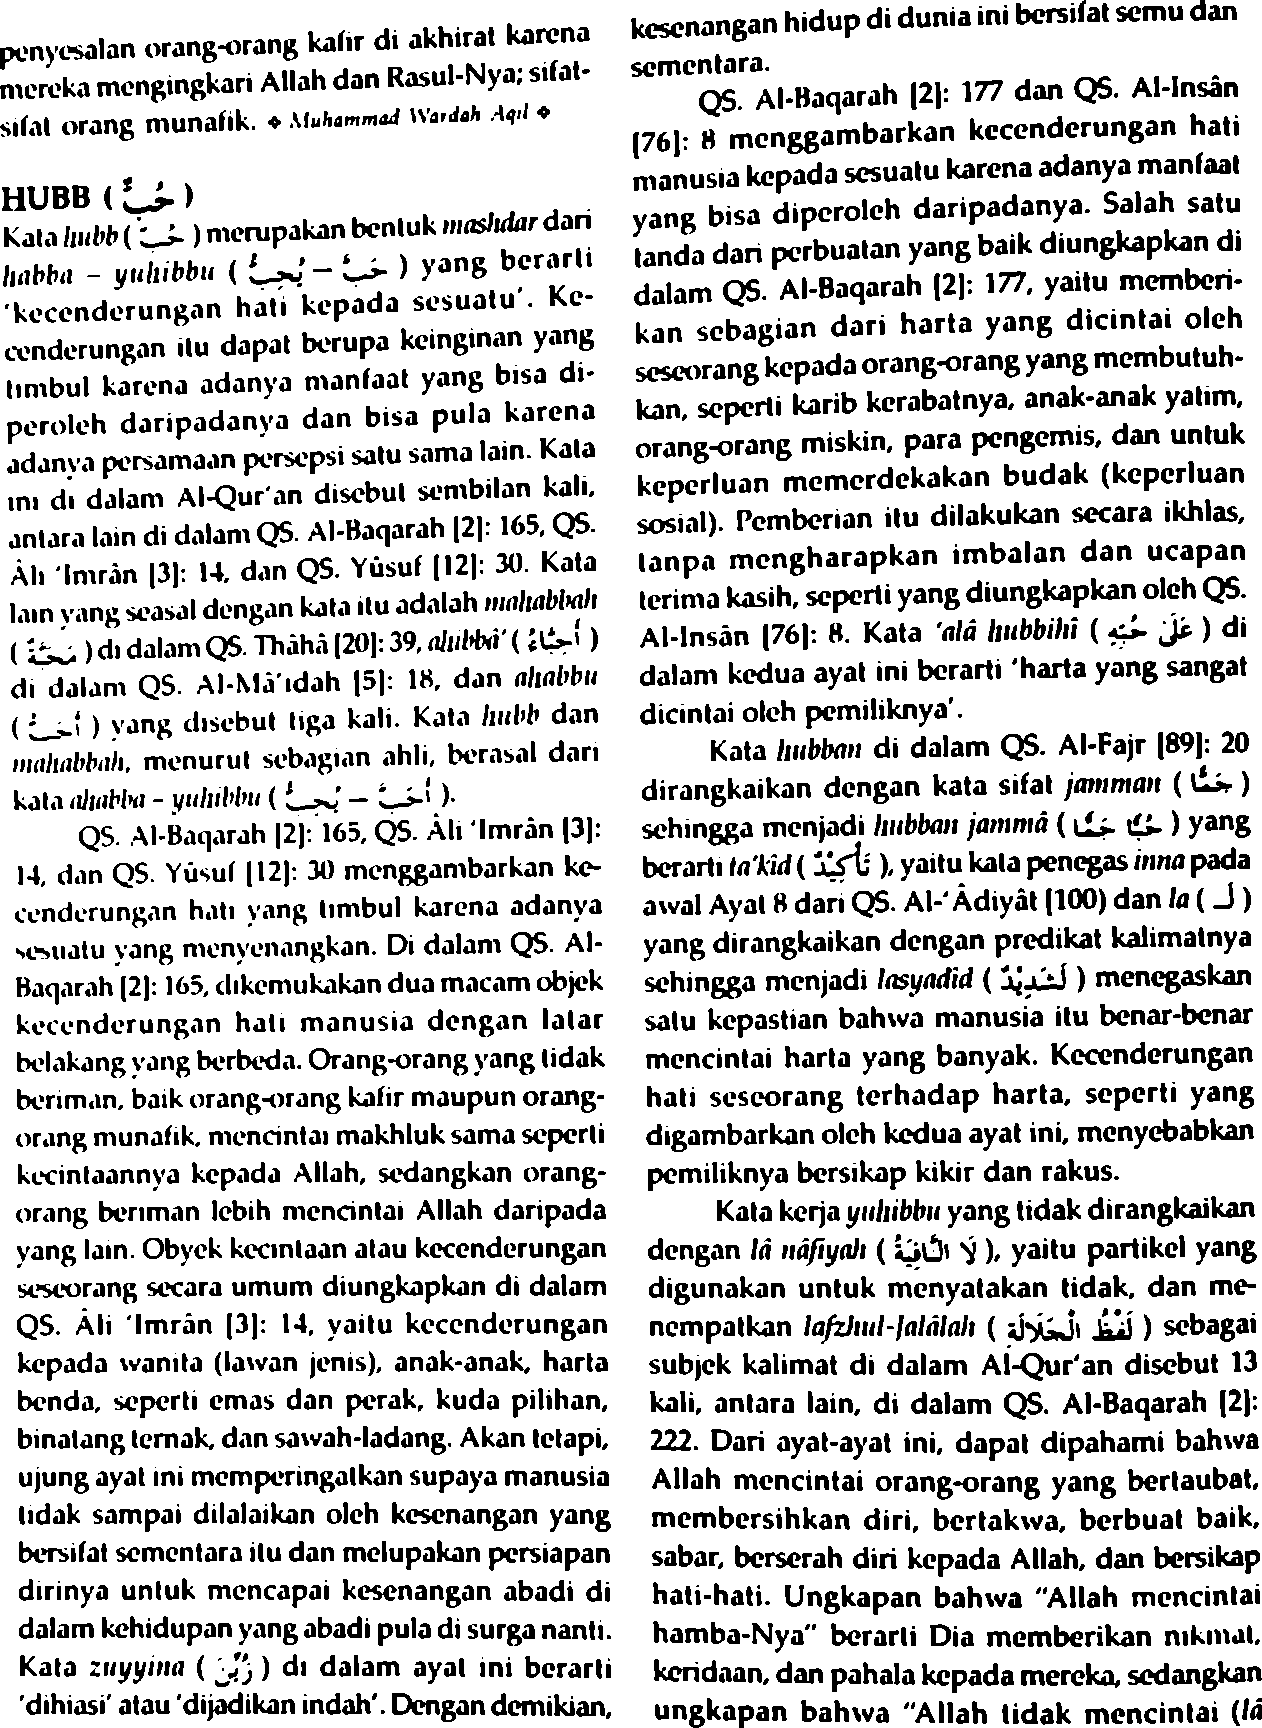 penyesalan orang-orang kafir di akhirat karena
mereka mengingkari Allah dan Rasul-Nya; sifat-
sifat orang munafik. ❖ Muhammad Wardah Aqil ❖
HUBB ( حُبٌّ )
Kata hubb ( حُبٌّ ) merupakan bentuk mashdar dari
habba – yuhibbu ( حَبَّ – يُحِبُّ ) yang berarti
'kecenderungan hati kepada sesuatu'. Ke-
cenderungan itu dapat berupa keinginan yang
timbul karena adanya manfaat yang bisa di-
peroleh daripadanya dan bisa pula karena
adanya persamaan persepsi satu sama lain. Kata
ini di dalam Al-Qur'an disebut sembilan kali,
antara lain di dalam QS. Al-Baqarah [2]: 165, QS.
Âli 'Imrân [3]: 14, dan QS. Yûsuf [12]: 30. Kata
lain yang seasal dengan kata itu adalah mahabbah
( مَحَبَّةً ) di dalam QS. Thâhâ [20]: 39, ahibbâ' ( أَحِبَّاءُ )
di dalam QS. Al-Mâ'idah [5]: 18, dan ahabbu
( أَحَبُّ ) yang disebut tiga kali. Kata hubb dan
mahabbah, menurut sebagian ahli, berasal dari
kata ahabba – yuhibbu ( أَحَبَّ – يُحِبُّ ).
QS. Al-Baqarah [2]: 165, QS. Âli 'Imrân [3]:
14, dan QS. Yûsuf [12]: 30 menggambarkan ke-
cenderungan hati yang timbul karena adanya
sesuatu yang menyenangkan. Di dalam QS. Al-
Baqarah [2]: 165, dikemukakan dua macam objek
kecenderungan hati manusia dengan latar
belakang yang berbeda. Orang-orang yang tidak
beriman, baik orang-orang kafir maupun orang-
orang munafik, mencintai makhluk sama seperti
kecintaannya kepada Allah, sedangkan orang-
orang beriman lebih mencintai Allah daripada
yang lain. Obyek kecintaan atau kecenderungan
seseorang secara umum diungkapkan di dalam
QS. Âli 'Imrân [3]: 14, yaitu kecenderungan
kepada wanita (lawan jenis), anak-anak, harta
benda, seperti emas dan perak, kuda pilihan,
binatang ternak, dan sawah-ladang. Akan tetapi,
ujung ayat ini memperingatkan supaya manusia
tidak sampai dilalaikan oleh kesenangan yang
bersifat sementara itu dan melupakan persiapan
dirinya untuk mencapai kesenangan abadi di
dalam kehidupan yang abadi pula di surga nanti.
Kata zuyyina ( زُيِّنَ ) di dalam ayat ini berarti
'dihiasi' atau 'dijadikan indah'. Dengan demikian,
kesenangan hidup di dunia ini bersifat semu dan
sementara.
QS. Al-Baqarah [2]: 177 dan QS. Al-Insân
[76]: 8 menggambarkan kecenderungan hati
manusia kepada sesuatu karena adanya manfaat
yang bisa diperoleh daripadanya. Salah satu
tanda dari perbuatan yang baik diungkapkan di
dalam QS. Al-Baqarah [2]: 177, yaitu memberi-
kan sebagian dari harta yang dicintai oleh
seseorang kepada orang-orang yang membutuh-
kan, seperti karib kerabatnya, anak-anak yatim,
orang-orang miskin, para pengemis, dan untuk
keperluan memerdekakan budak (keperluan
sosial). Pemberian itu dilakukan secara ikhlas,
tanpa mengharapkan imbalan dan ucapan
terima kasih, seperti yang diungkapkan oleh QS.
Al-Insân [76]: 8. Kata 'alâ hubbihî ( عَلَى حُبِّهِ ) di
dalam kedua ayat ini berarti 'harta yang sangat
dicintai oleh pemiliknya'.
Kata hubban di dalam QS. Al-Fajr [89]: 20
dirangkaikan dengan kata sifat jamman ( جَمًّا )
sehingga menjadi hubban jammâ ( حُبًّا جَمًّا ) yang
berarti ta'kîd ( تَأْكِيْدٌ ), yaitu kata penegas inna pada
awal Ayat 8 dari QS. Al-'Âdiyât [100] dan la ( لَـ )
yang dirangkaikan dengan predikat kalimatnya
sehingga menjadi lasyadîd ( لَشَدِيْدٌ ) menegaskan
satu kepastian bahwa manusia itu benar-benar
mencintai harta yang banyak. Kecenderungan
hati seseorang terhadap harta, seperti yang
digambarkan oleh kedua ayat ini, menyebabkan
pemiliknya bersikap kikir dan rakus.
Kata kerja yuhibbu yang tidak dirangkaikan
dengan lâ nâfiyah ( لَا النَّافِيَةُ ), yaitu partikel yang
digunakan untuk menyatakan tidak, dan me-
nempatkan lafzhul-Jalâlah ( لَفْظُ الْجَلَالَةِ ) sebagai
subjek kalimat di dalam Al-Qur'an disebut 13
kali, antara lain, di dalam QS. Al-Baqarah [2]:
222. Dari ayat-ayat ini, dapat dipahami bahwa
Allah mencintai orang-orang yang bertaubat,
membersihkan diri, bertakwa, berbuat baik,
sabar, berserah diri kepada Allah, dan bersikap
hati-hati. Ungkapan bahwa "Allah mencintai
hamba-Nya" berarti Dia memberikan nikmat,
keridaan, dan pahala kepada mereka, sedangkan
ungkapan bahwa "Allah tidak mencintai (lâ